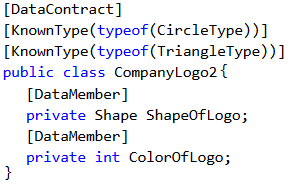 [DataContract]
[KnownType(typeof(CircleType))]
[KnownType(typeof(TriangleType))]
public class CompanyLogo2{
[DataMember]
private Shape ShapeOfLogo;
[DataMember]
private int ColorOfLogo;
}